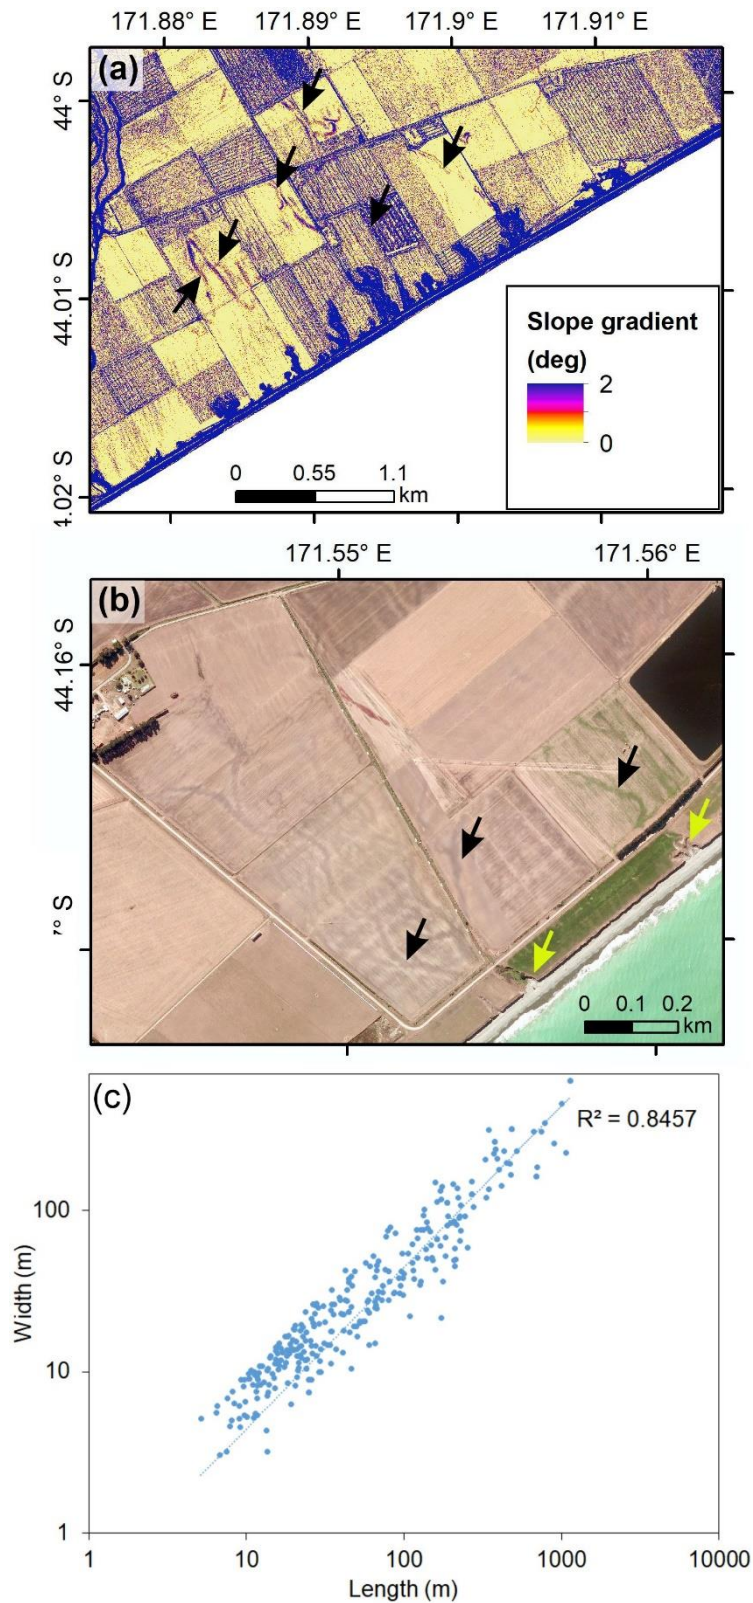 171.88° E 171.89° E 171.9° E 171.91° E
(a)
44° S
44.01° S
4.02° S
Slope gradient
(deg)
2
0
0 0.55 1.1
km
171.55° E 171.56° E
(b)
44.16° S
7° S
0 0.1 0.2
km
(c)
R² = 0.8457
100
10
1
Width (m)
1 10 100 1000 10000
Length (m)